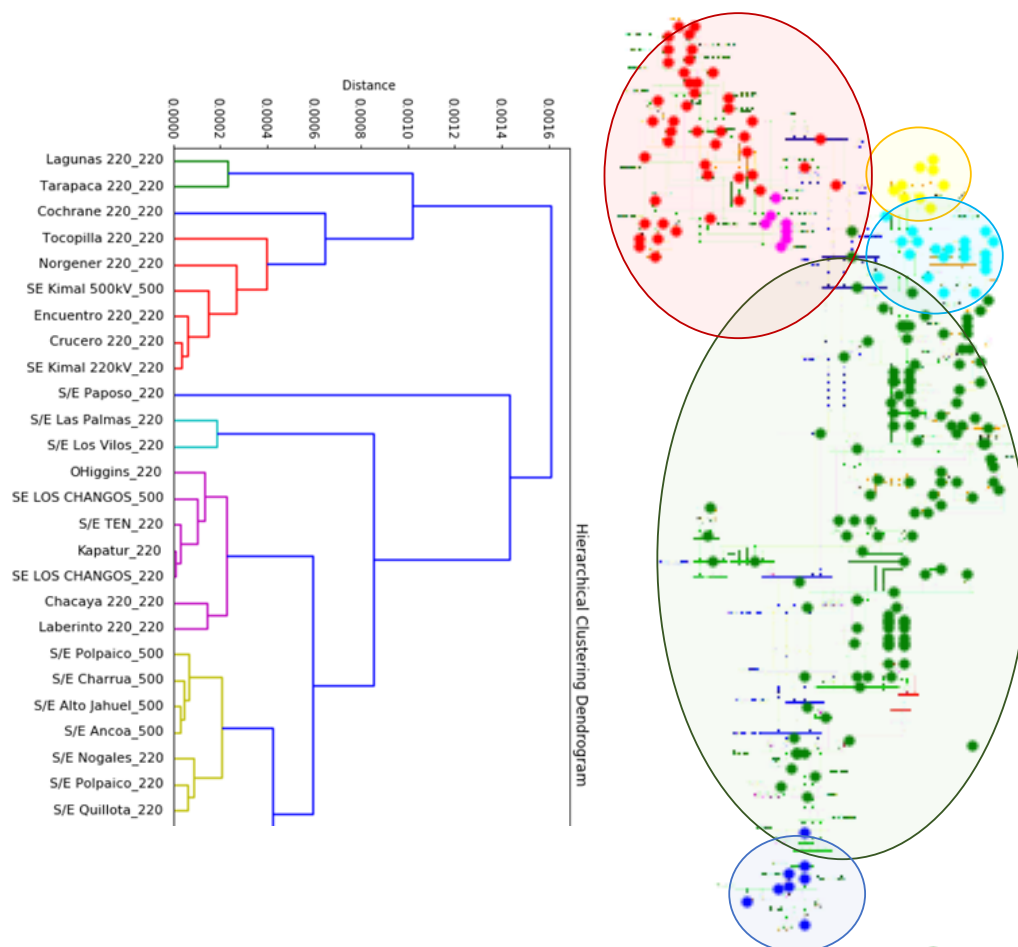 Distance
0.0000
0.0002
0.0004
0.0006
0.0008
0.0010
0.0012
0.0014
0.0016
Lagunas 220_220
Tarapaca 220_220
Cochrane 220_220
Tocopilla 220_220
Norgener 220_220
SE Kimal 500kV_500
Encuentro 220_220
Crucero 220_220
SE Kimal 220kV_220
S/E Paposo_220
S/E Las Palmas_220
S/E Los Vilos_220
OHiggins_220
SE LOS CHANGOS_500
S/E TEN_220
Kapatur_220
SE LOS CHANGOS_220
Chacaya 220_220
Laberinto 220_220
S/E Polpaico_500
S/E Charrua_500
S/E Alto Jahuel_500
S/E Ancoa_500
S/E Nogales_220
S/E Polpaico_220
S/E Quillota_220
Hierarchical Clustering Dendrogram